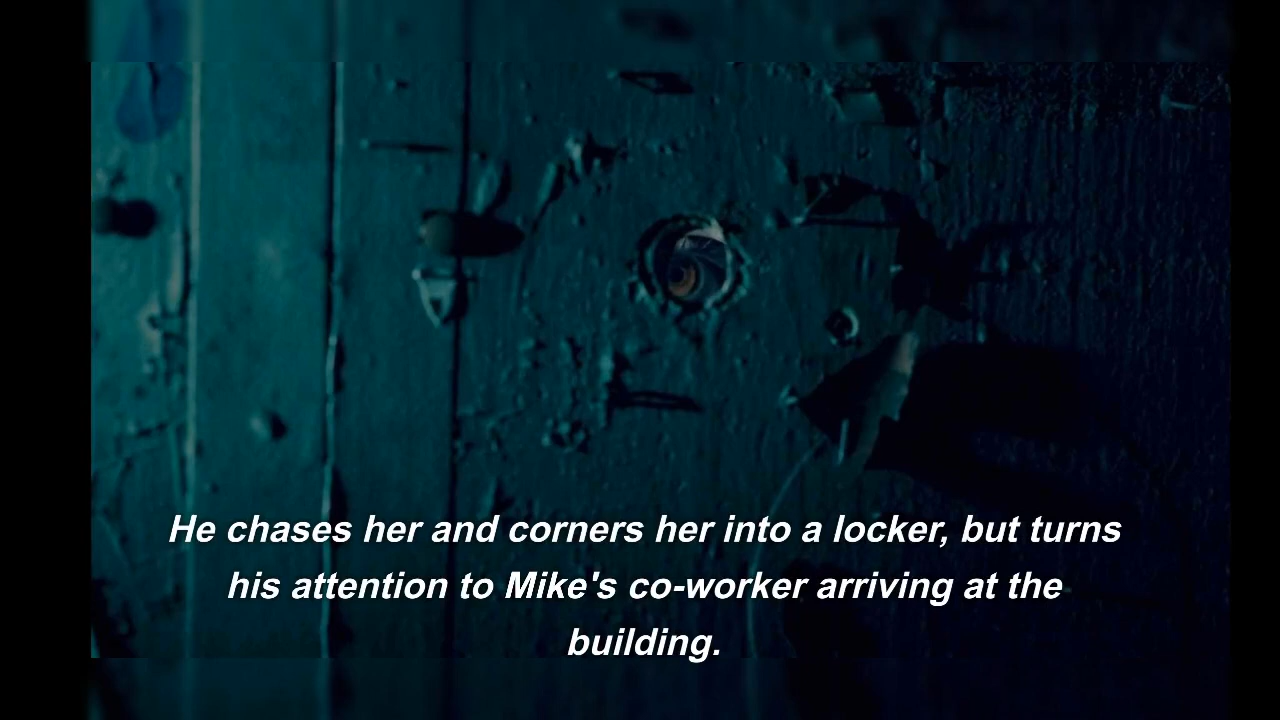 He chases her and corners her into a locker, but turns
his attention to Mike's co-worker arriving at the
building.